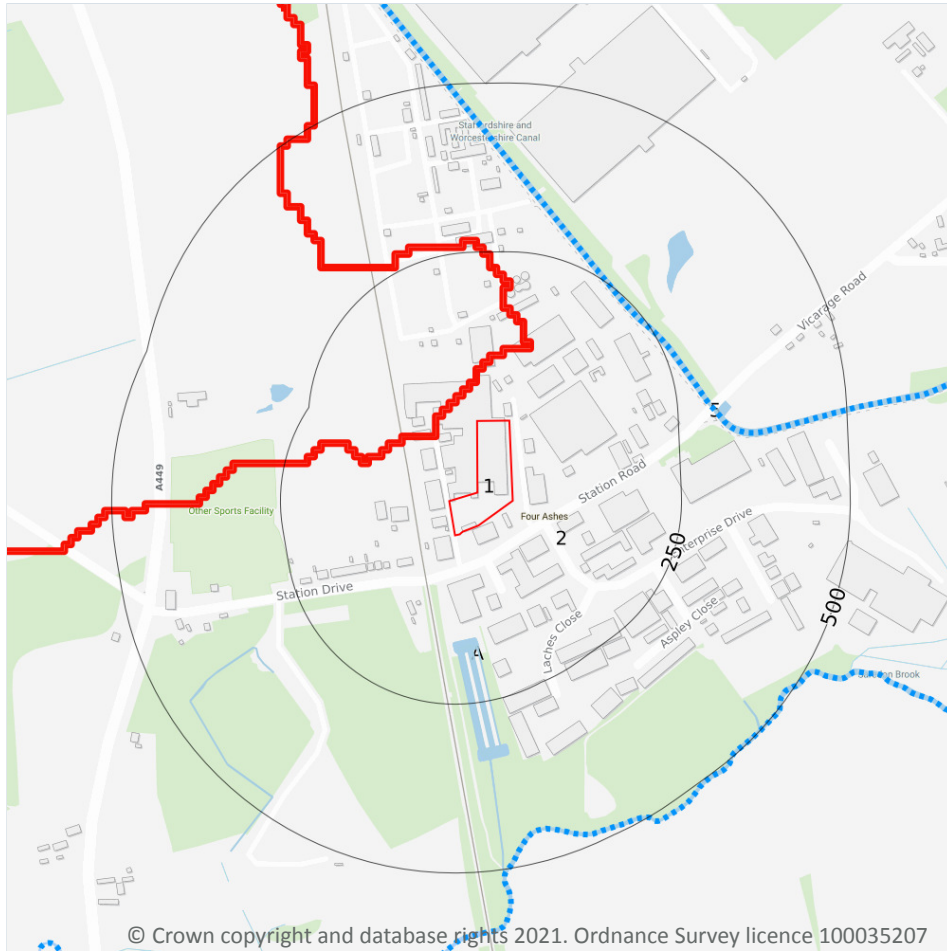 Staffordshire and
Worcestershire Canal
Vicarage Road
5
A449
Station Road
1
Other Sports Facility
Four Ashes
2
Enterprise Drive
250
Station Drive
500
Laches Close
Aspley Close
A
Brook
© Crown copyright and database rights 2021. Ordnance Survey licence 100035207